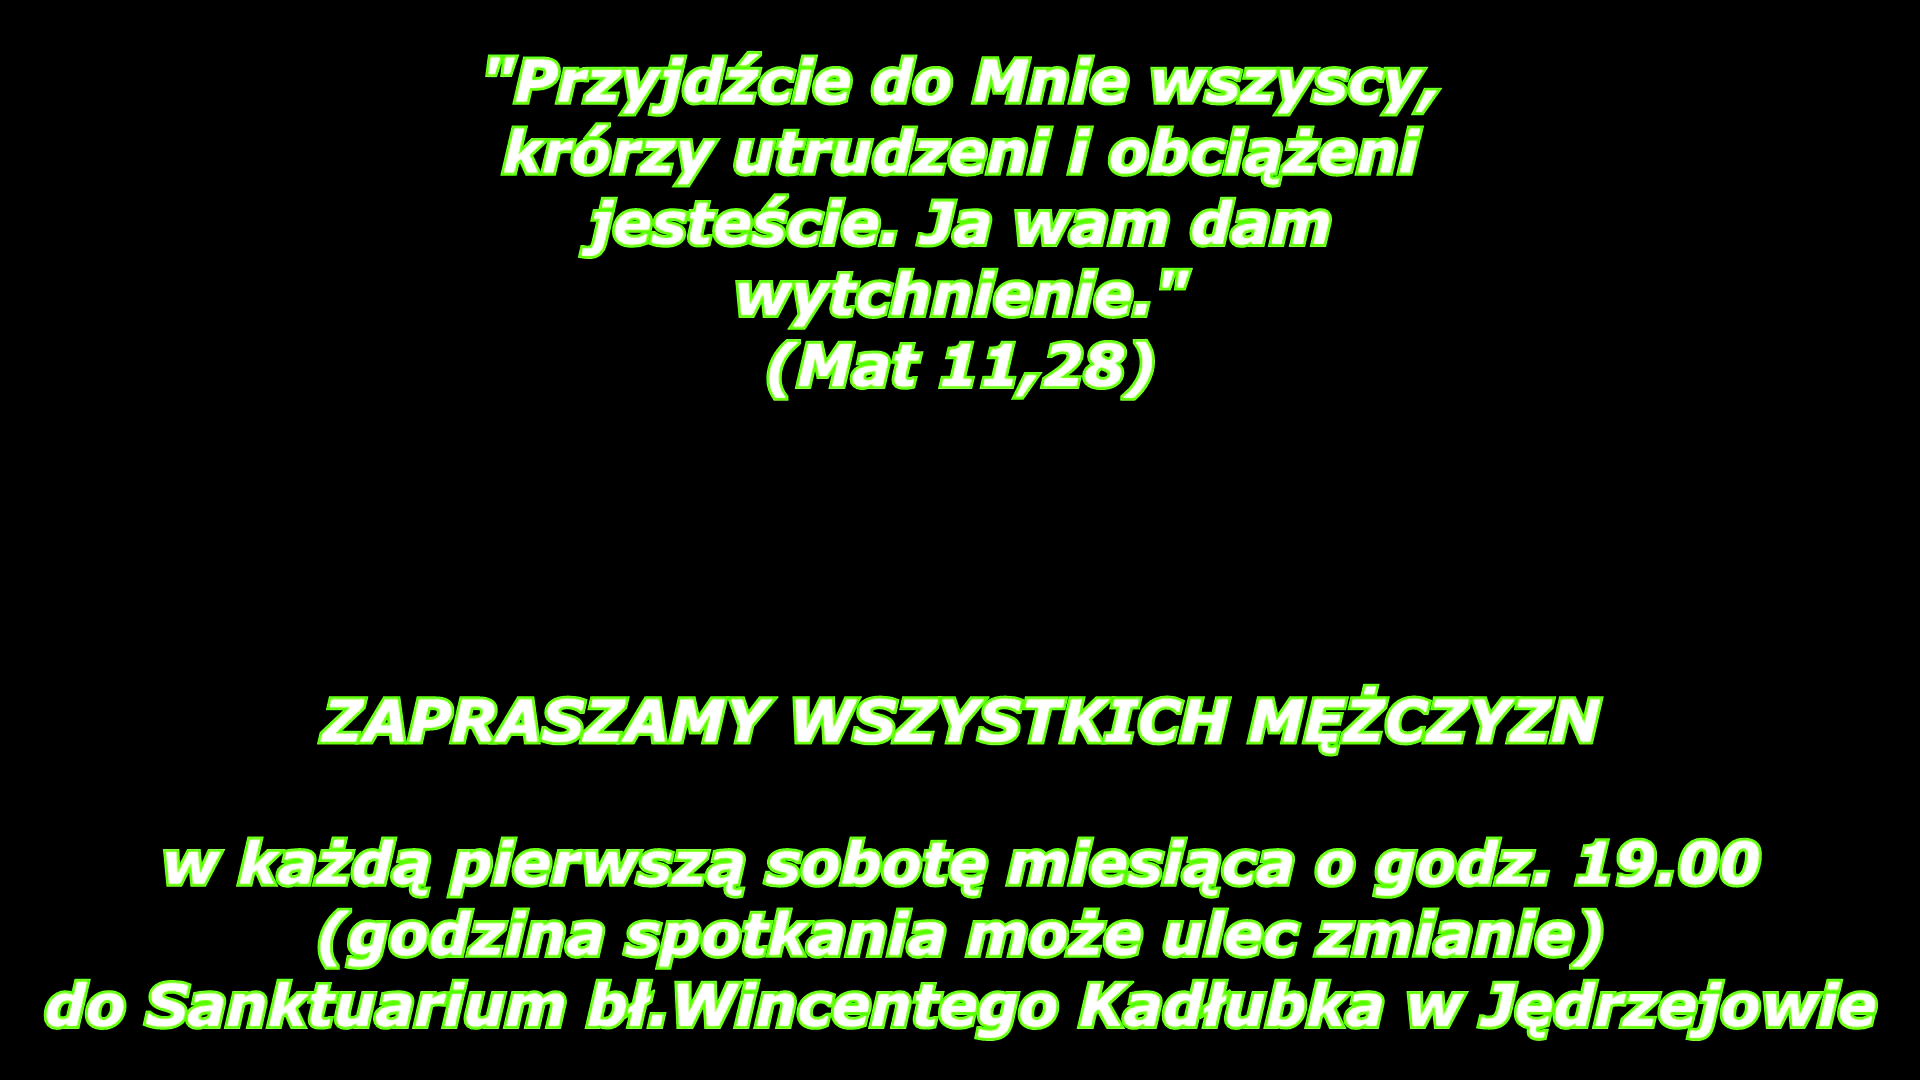 "Przyjdźcie do Mnie wszyscy,
krórzy utrudzeni i obciążeni
jesteście. Ja wam dam
wytchnienie."
(Mat 11,28)
ZAPRASZAMY WSZYSTKICH MĘŻCZYZN
w każdą pierwszą sobotę miesiąca o godz. 19.00
(godzina spotkania może ulec zmianie)
do Sanktuarium bł.Wincentego Kadłubka w Jędrzejowie